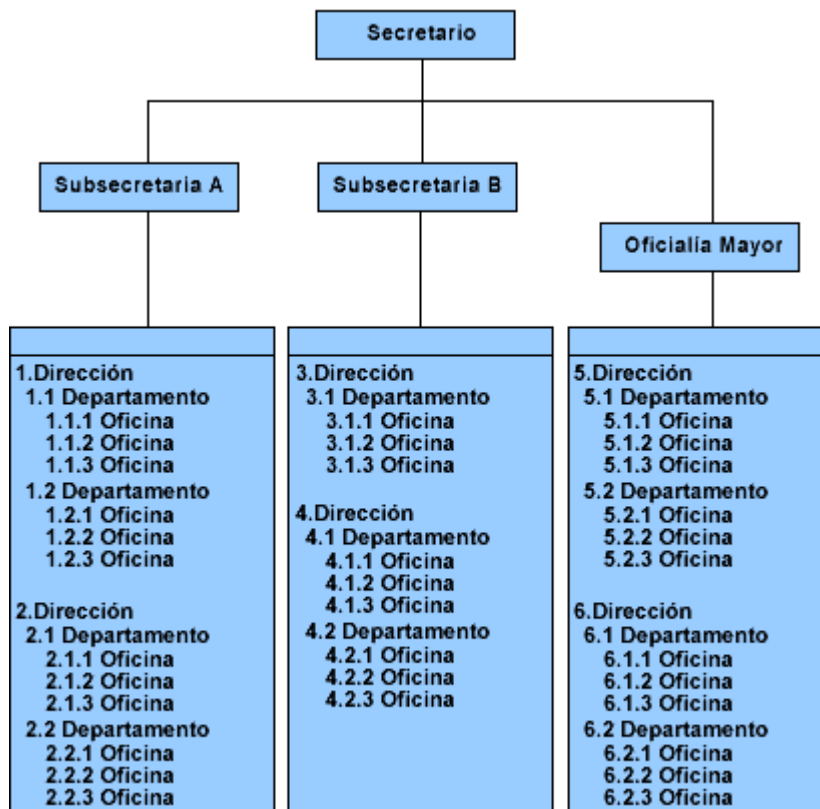 Secretario
Subsecretaria A
Subsecretaria B
Oficialía Mayor
1.Dirección
1.1 Departamento
1.1.1 Oficina
1.1.2 Oficina
1.1.3 Oficina
1.2 Departamento
1.2.1 Oficina
1.2.2 Oficina
1.2.3 Oficina
2.Dirección
2.1 Departamento
2.1.1 Oficina
2.1.2 Oficina
2.1.3 Oficina
2.2 Departamento
2.2.1 Oficina
2.2.2 Oficina
2.2.3 Oficina
3.Dirección
3.1 Departamento
3.1.1 Oficina
3.1.2 Oficina
3.1.3 Oficina
4.Dirección
4.1 Departamento
4.1.1 Oficina
4.1.2 Oficina
4.1.3 Oficina
4.2 Departamento
4.2.1 Oficina
4.2.2 Oficina
4.2.3 Oficina
5.Dirección
5.1 Departamento
5.1.1 Oficina
5.1.2 Oficina
5.1.3 Oficina
5.2 Departamento
5.2.1 Oficina
5.2.2 Oficina
5.2.3 Oficina
6.Dirección
6.1 Departamento
6.1.1 Oficina
6.1.2 Oficina
6.1.3 Oficina
6.2 Departamento
6.2.1 Oficina
6.2.2 Oficina
6.2.3 Oficina